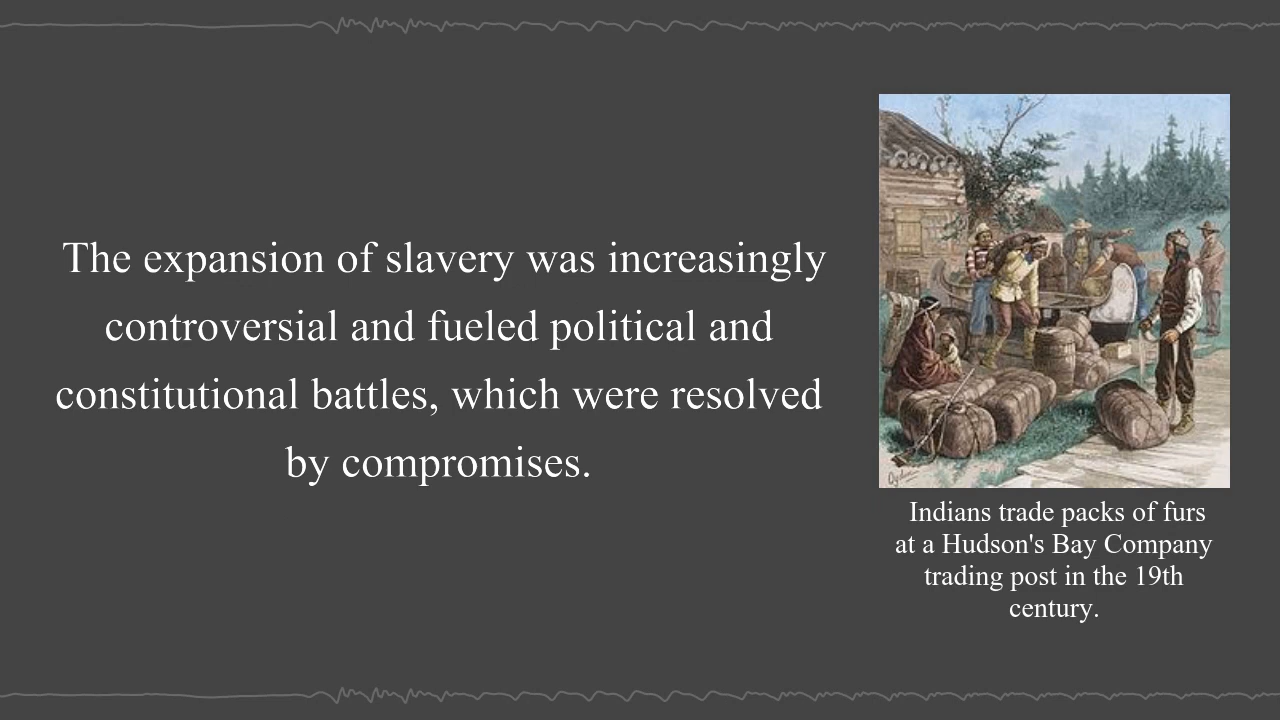 The expansion of slavery was increasingly
controversial and fueled political and
constitutional battles, which were resolved
by compromises.
Indians trade packs of furs
at a Hudson's Bay Company
trading post in the 19th
century.